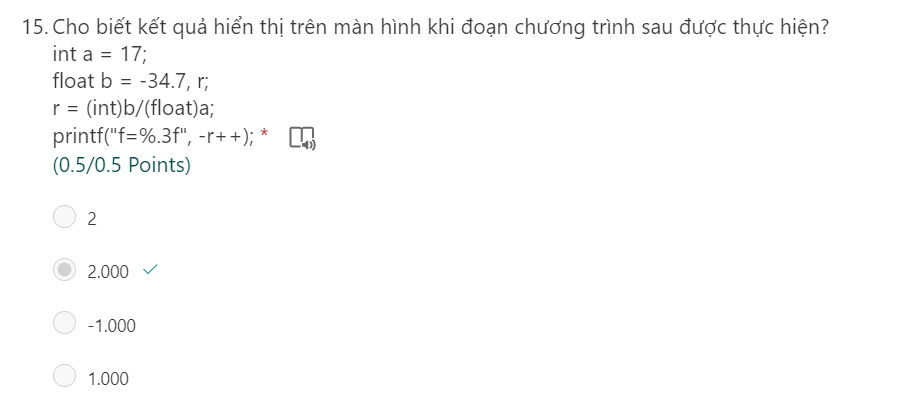 15. Cho biết kết quả hiển thị trên màn hình khi đoạn chương trình sau được thực hiện?
int a = 17;
float b = -34.7, r;
r = (int)b/(float)a;
printf("f=%.3f", -r++); *
(0.5/0.5 Points)
2
2.000
-1.000
1.000